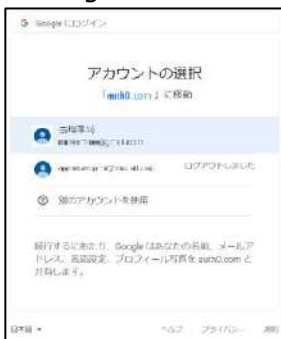 Google にログイン
アカウントの選択
「auth0.com」に移動
ログアウトしました
別のアカウントを使用
続行するにあたり、Google はあなたの名前、メールア
ドレス、言語設定、プロフィール写真を auth0.com と
共有します。
日本語
ヘルプ プライバシー 規約